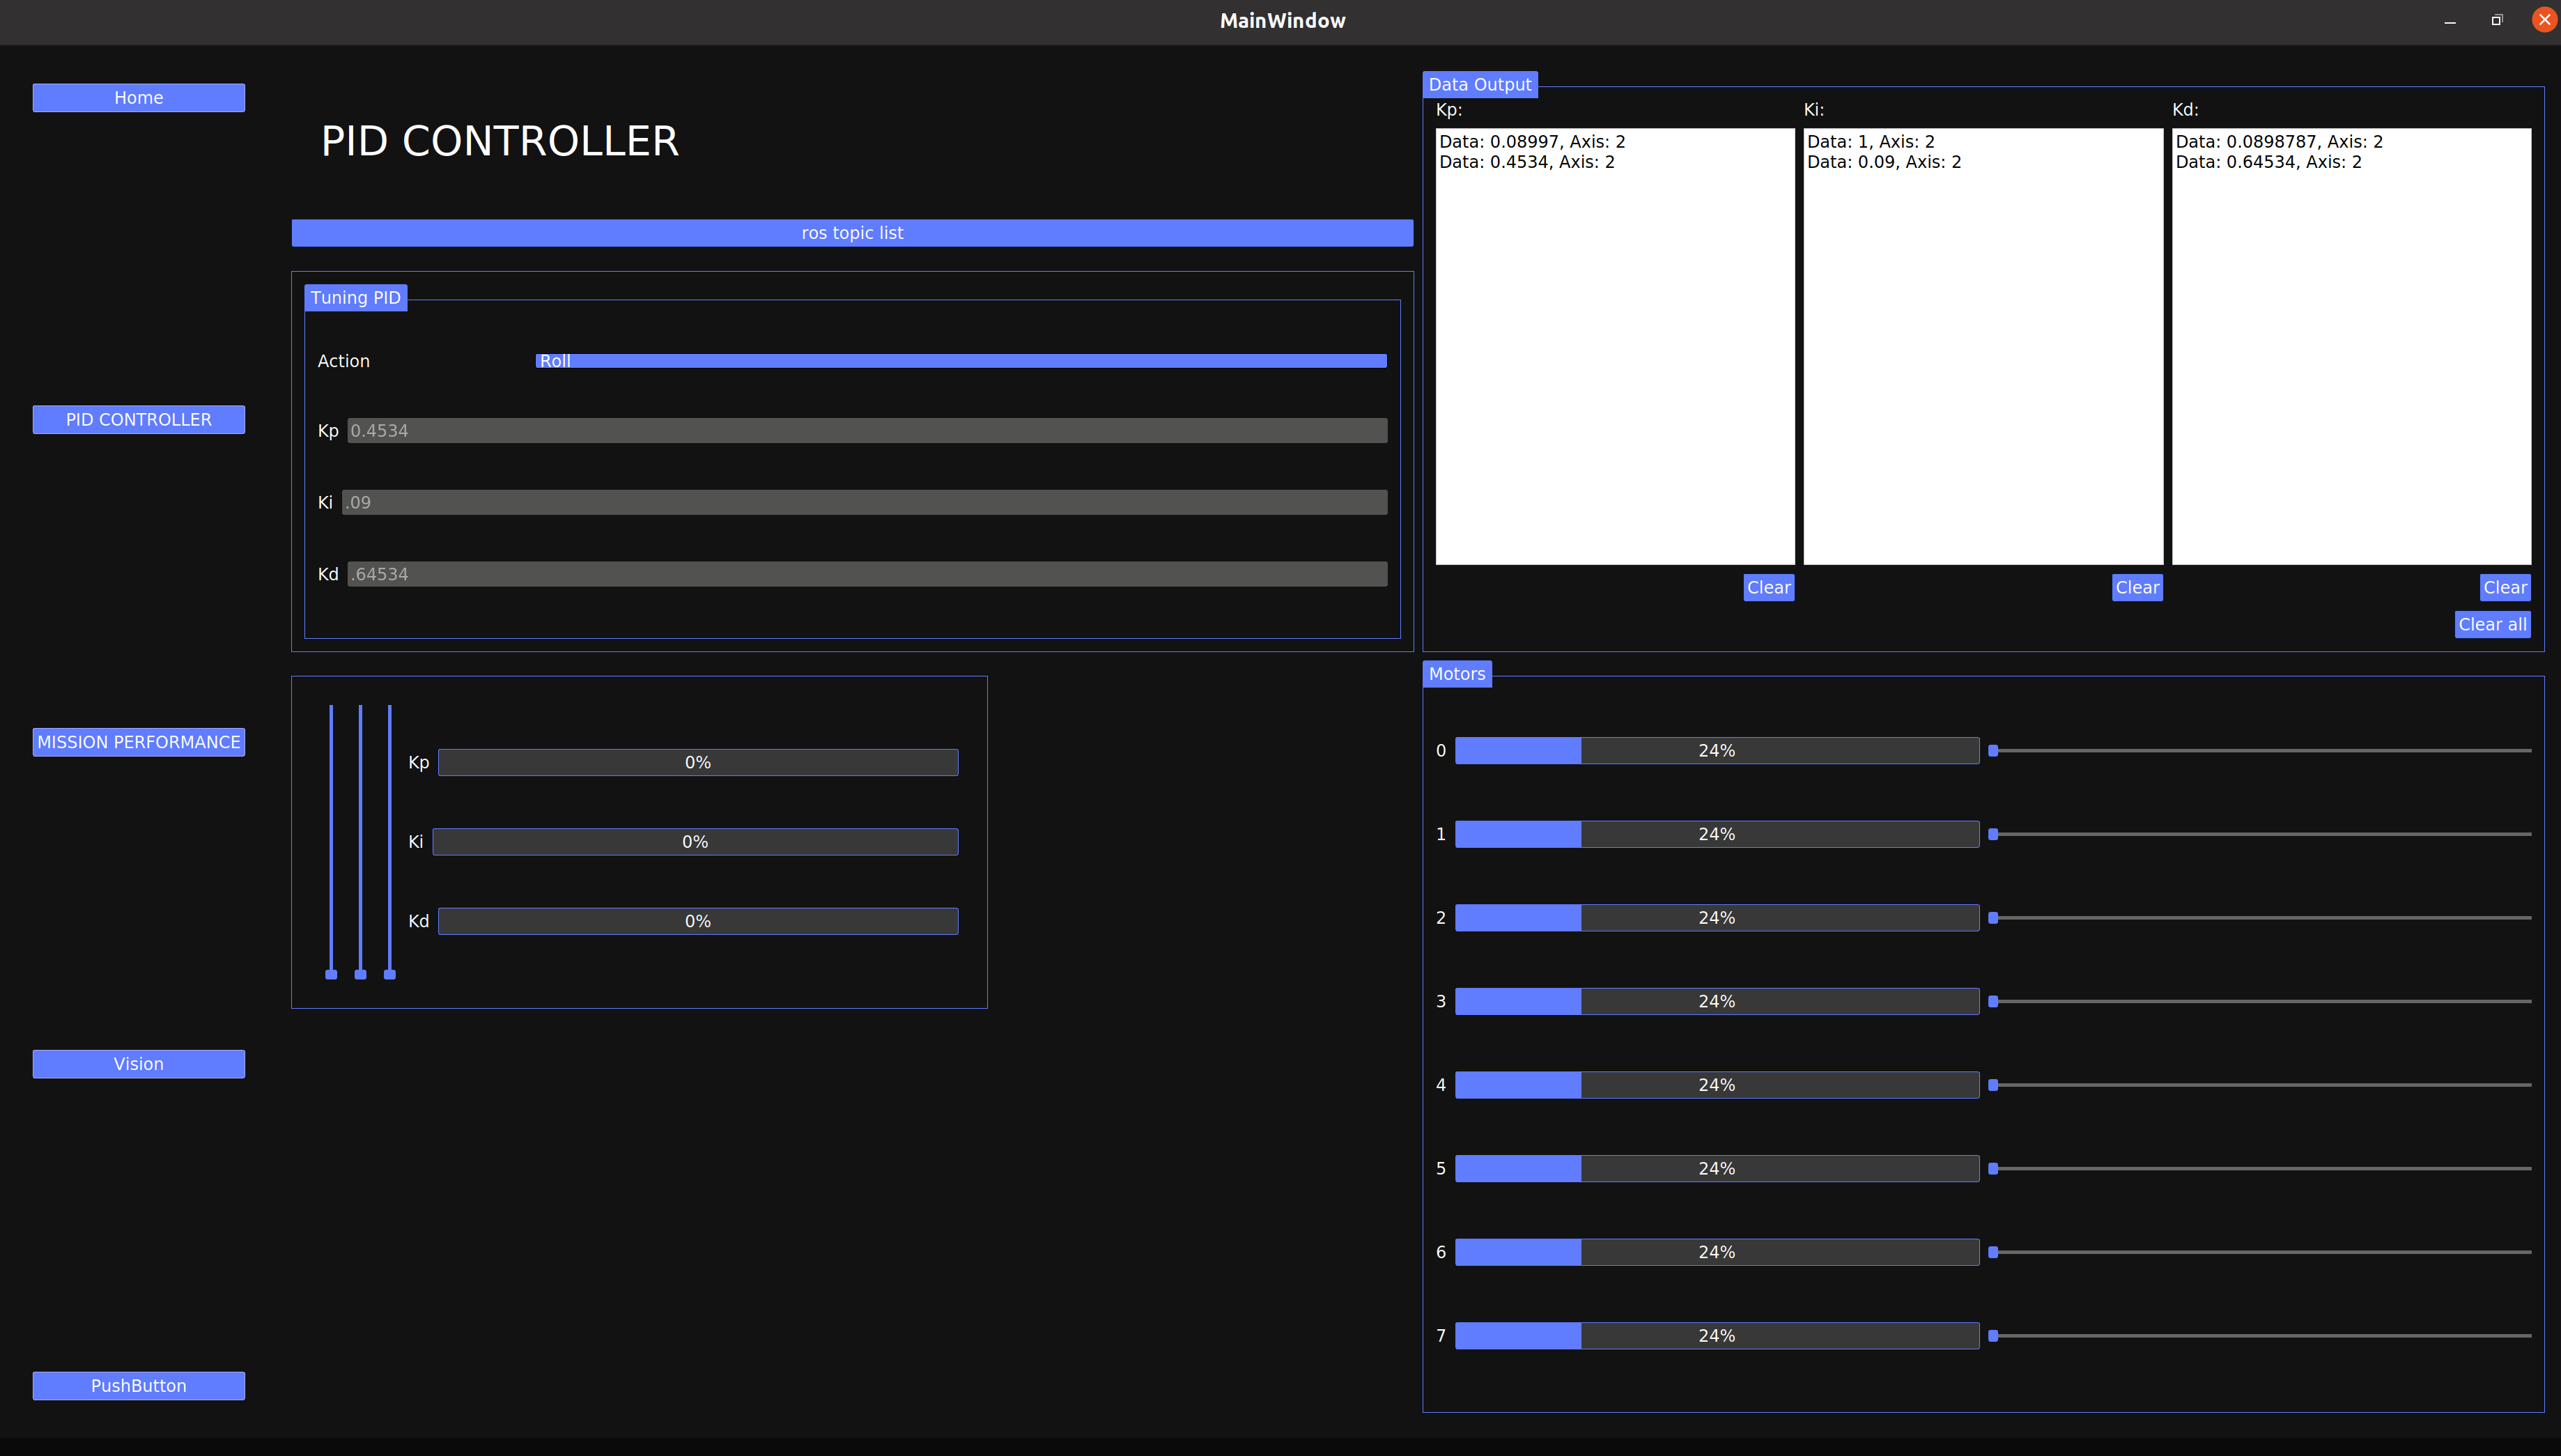 MainWindow
Home
PID CONTROLLER
MISSION PERFORMANCE
Vision
PushButton
PID CONTROLLER
ros topic list
Tuning PID
Action Roll
Kp 0.4534
Ki .09
Kd .64534
Kp 0%
Ki 0%
Kd 0%
Data Output
Kp:
Data: 0.08997, Axis: 2
Data: 0.4534, Axis: 2
Clear
Ki:
Data: 1, Axis: 2
Data: 0.09, Axis: 2
Clear
Kd:
Data: 0.0898787, Axis: 2
Data: 0.64534, Axis: 2
Clear
Clear all
Motors
0 24%
1 24%
2 24%
3 24%
4 24%
5 24%
6 24%
7 24%